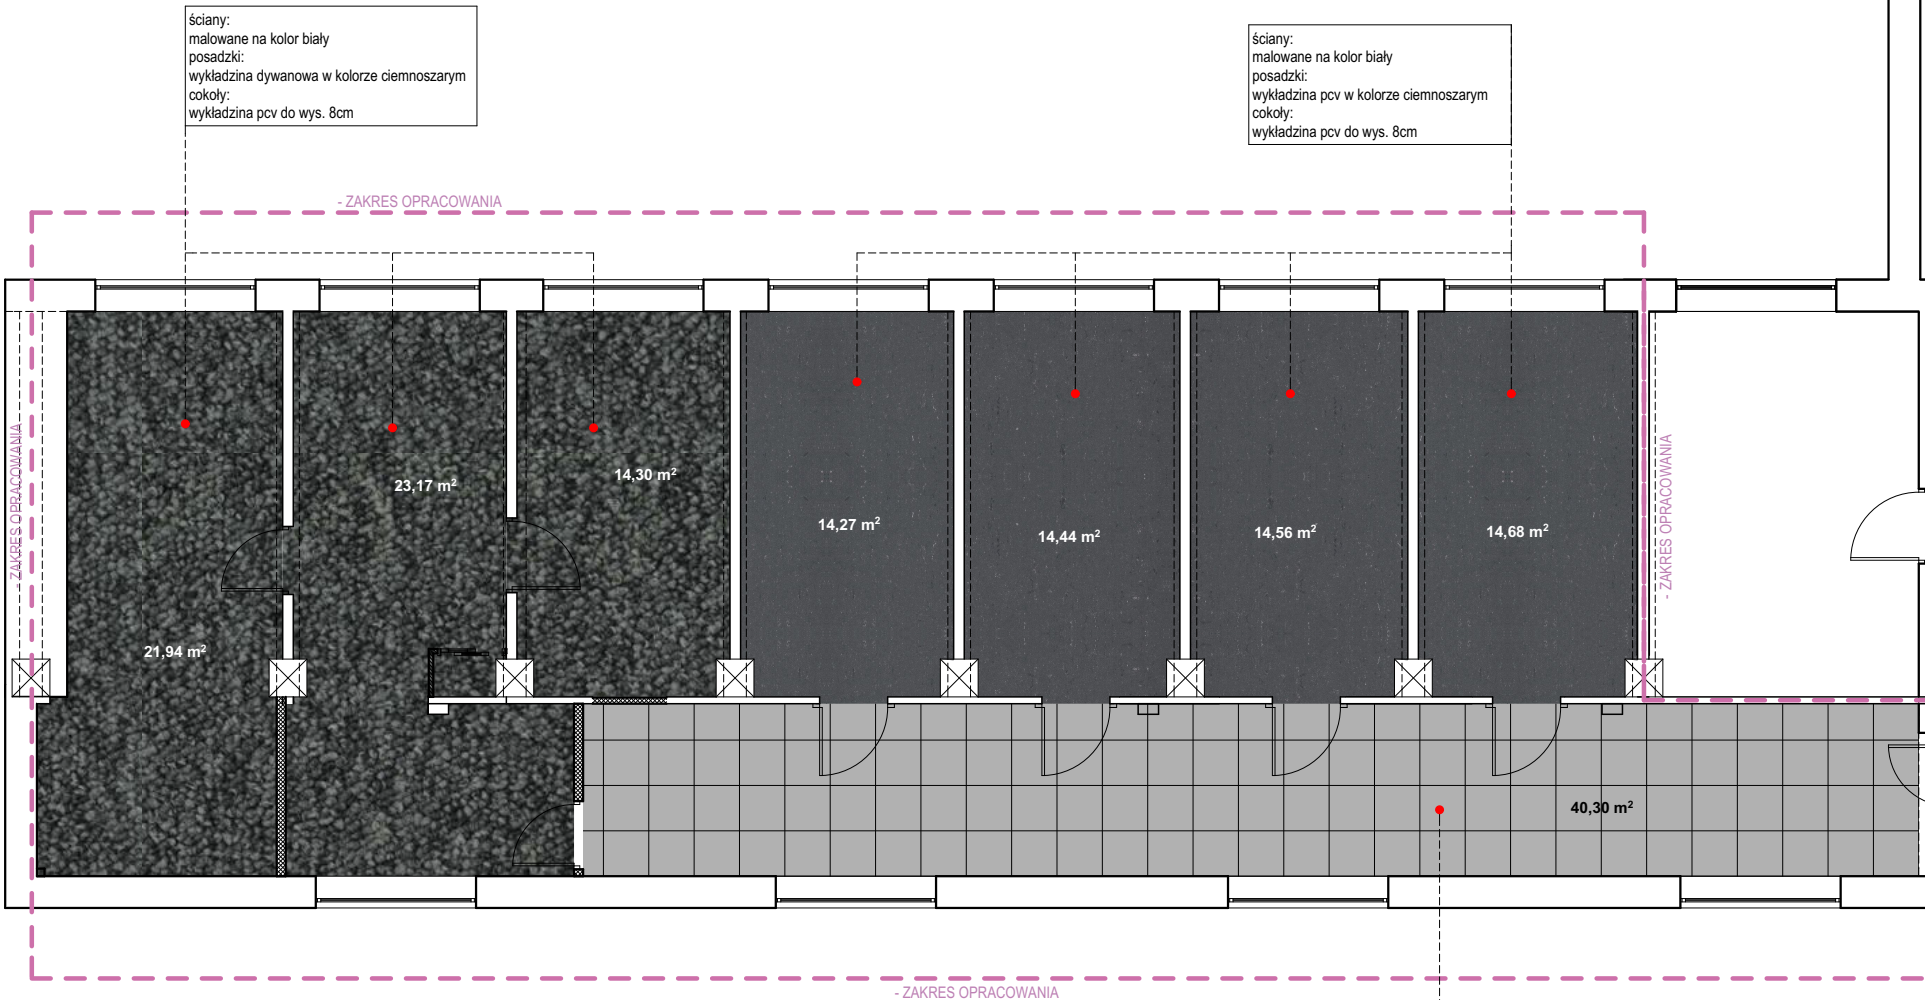 ściany:
malowane na kolor biały
posadzki:
wykładzina dywanowa w kolorze ciemnoszarym
cokoły:
wykładzina pcv do wys. 8cm
ściany:
malowane na kolor biały
posadzki:
wykładzina pcv w kolorze ciemnoszarym
cokoły:
wykładzina pcv do wys. 8cm
- ZAKRES OPRACOWANIA
- ZAKRES OPRACOWANIA
- ZAKRES OPRACOWANIA
21,94 m²
23,17 m²
14,30 m²
14,27 m²
14,44 m²
14,56 m²
14,68 m²
40,30 m²
- ZAKRES OPRACOWANIA